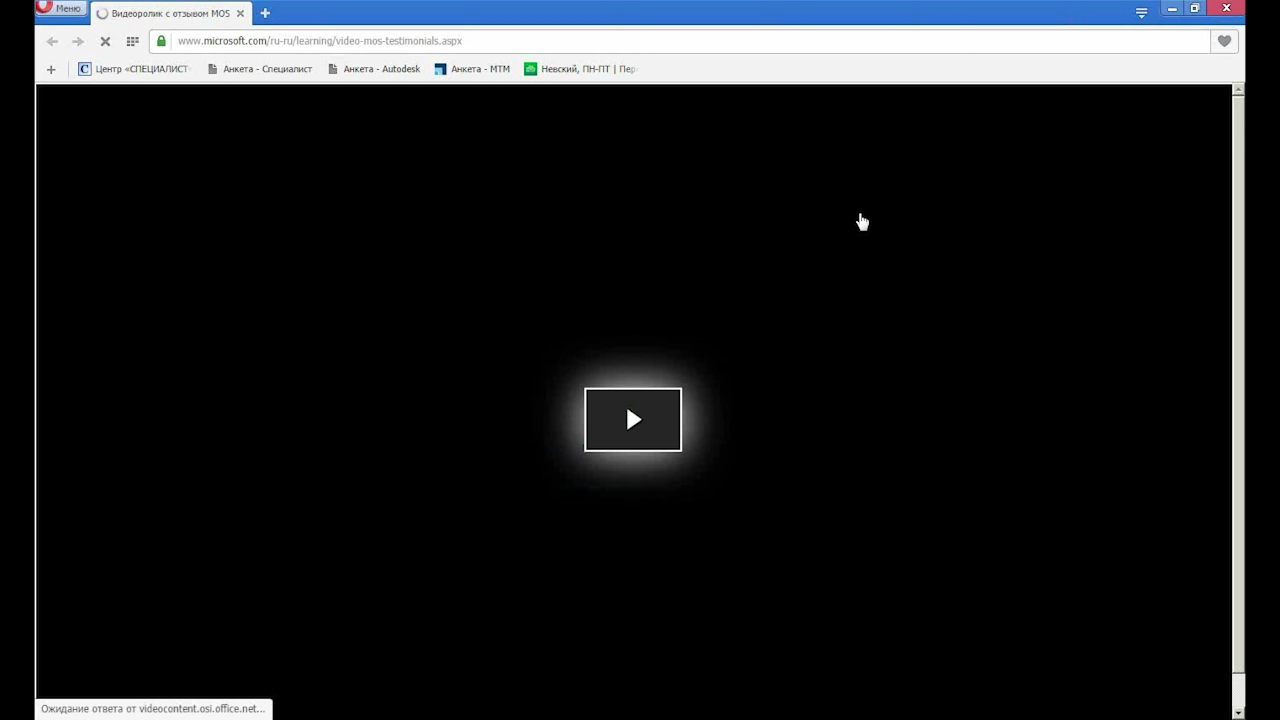 Меню
Видеоролик с отзывом MOS
www.microsoft.com/ru-ru/learning/video-mos-testimonials.aspx
Центр «СПЕЦИАЛИСТ
Анкета - Специалист
Анкета - Autodesk
Анкета - МТМ
Невский, ПН-ПТ | Пер
Ожидание ответа от videocontent.osi.office.net...